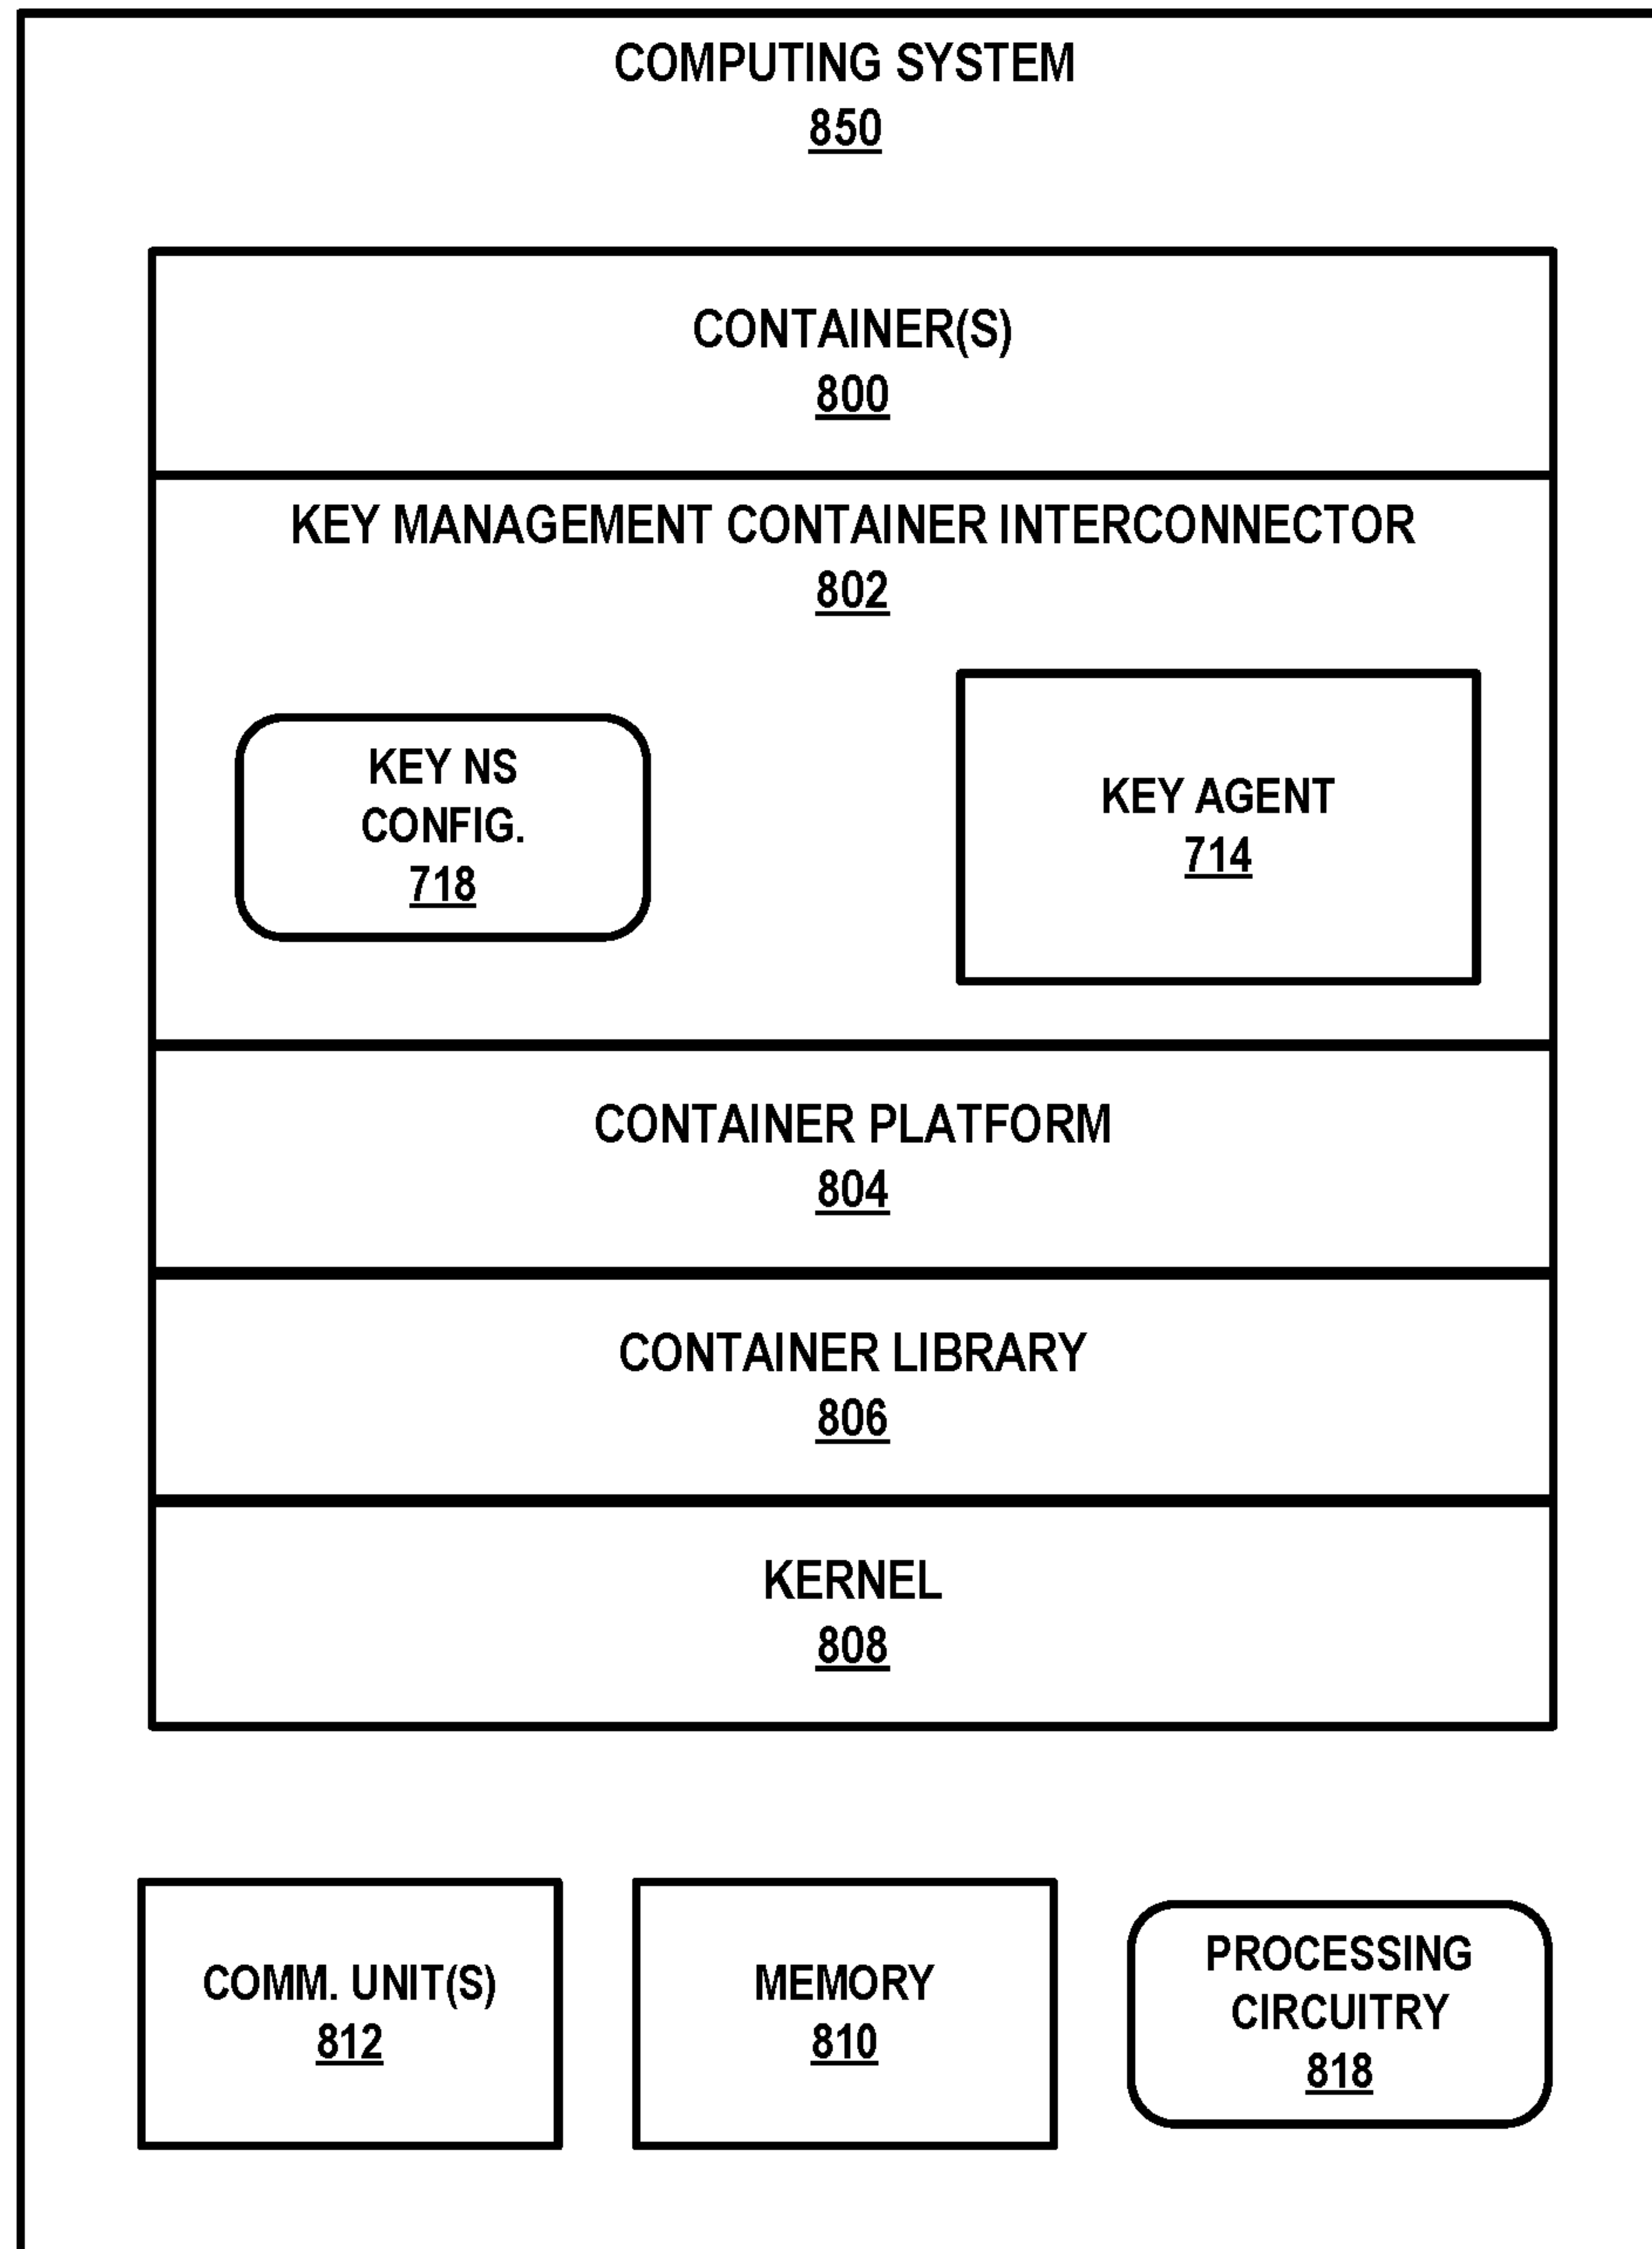 COMPUTING SYSTEM
850
CONTAINER(S)
800
KEY MANAGEMENT CONTAINER INTERCONNECTOR
802
KEY NS
CONFIG.
718
KEY AGENT
714
CONTAINER PLATFORM
804
CONTAINER LIBRARY
806
KERNEL
808
COMM. UNIT(S)
812
MEMORY
810
PROCESSING
CIRCUITRY
818